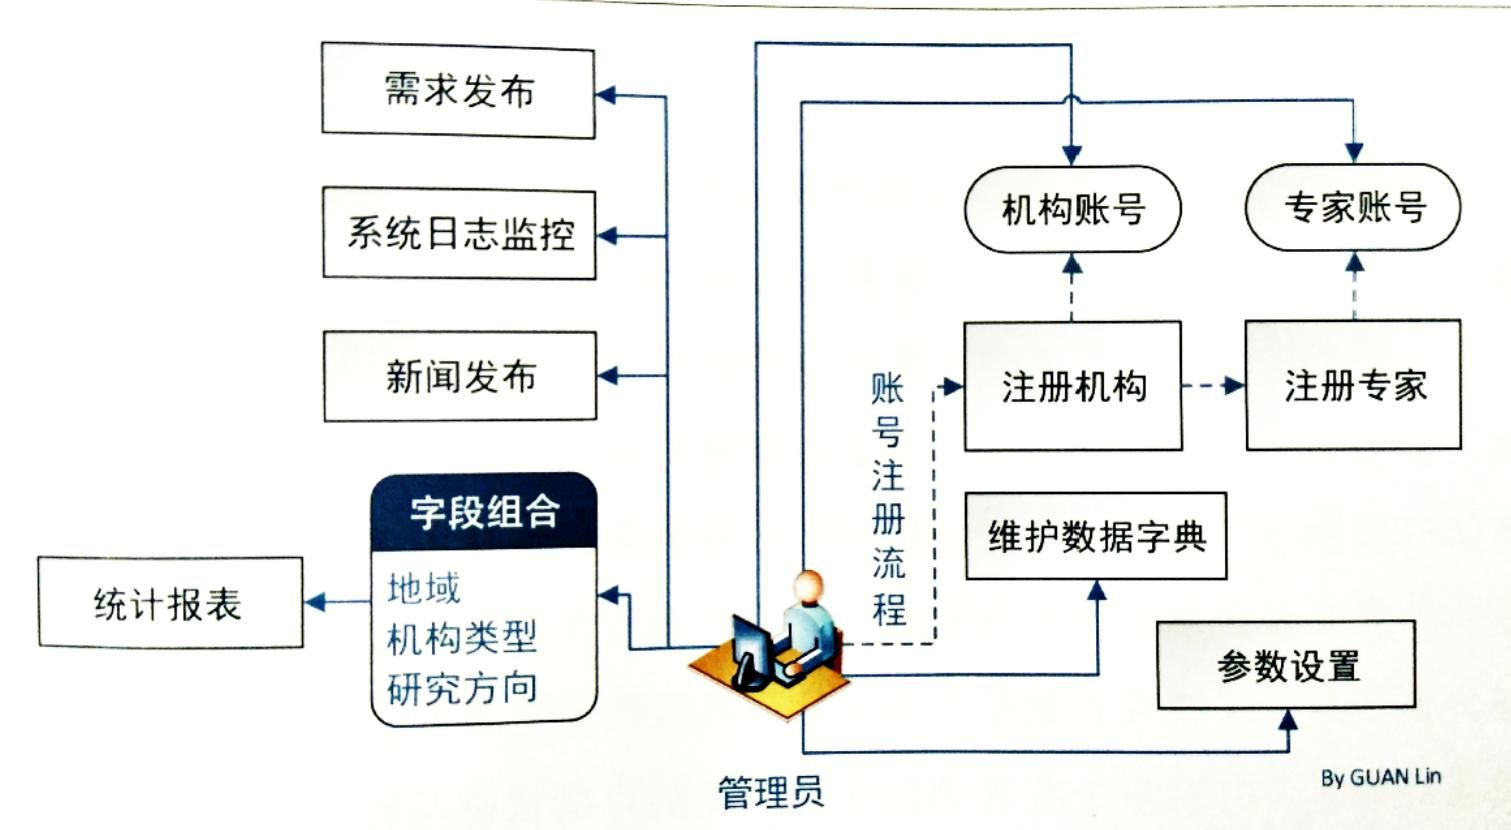 需求发布
系统日志监控
新闻发布
字段组合
地域
机构类型
研究方向
统计报表
管理员
机构账号
专家账号
账号注册流程
注册机构
注册专家
维护数据字典
参数设置
By GUAN Lin